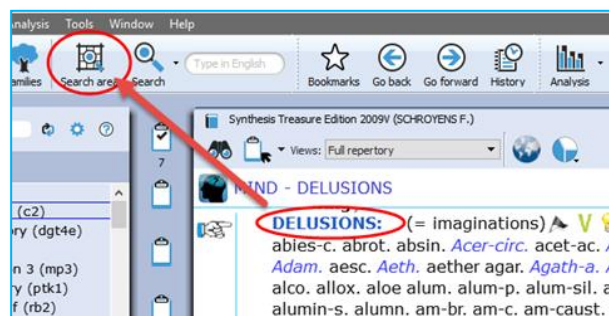 Analysis Tools Window Help
Families Search area Search Type in English Bookmarks Go back Go forward History Analysis
Synthesis Treasure Edition 2009V (SCHROYENS F.)
7
Views: Full repertory
MIND - DELUSIONS
(c2)
DELUSIONS: (= imaginations) V
ry (dgt4e)
abies-c. abrot. absin. Acer-circ. acet-ac.
n 3 (mp3)
Adam. aesc. Aeth. aether agar. Agath-a.
ry (ptk1)
alco. allox. aloe alum. alum-p. alum-sil. a
f (rb2)
alumin-s. alumn. am-br. am-c. am-caust.